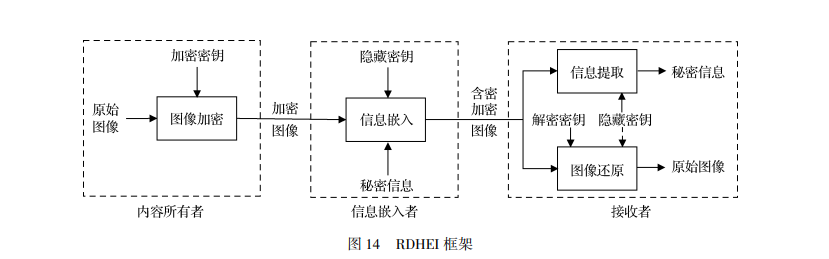 加密密钥
原始
图像
图像加密
加密
图像
隐藏密钥
信息嵌入
秘密信息
含密
加密
图像
信息提取
秘密信息
解密密钥
隐藏密钥
图像还原
原始图像
内容所有者
信息嵌入者
接收者
图 14 RDHEI 框架